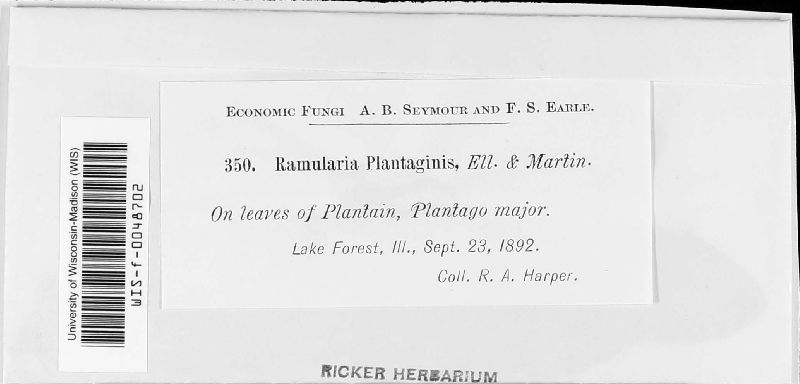 Economic Fungi A. B. Seymour and F. S. Earle.
350. Ramularia Plantaginis, Ell. & Martin.
On leaves of Plantain, Plantago major.
Lake Forest, Ill., Sept. 23, 1892.
Coll. R. A. Harper.
University of Wisconsin-Madison (WIS)
WIS-f-0048702
RICKER HERBARIUM